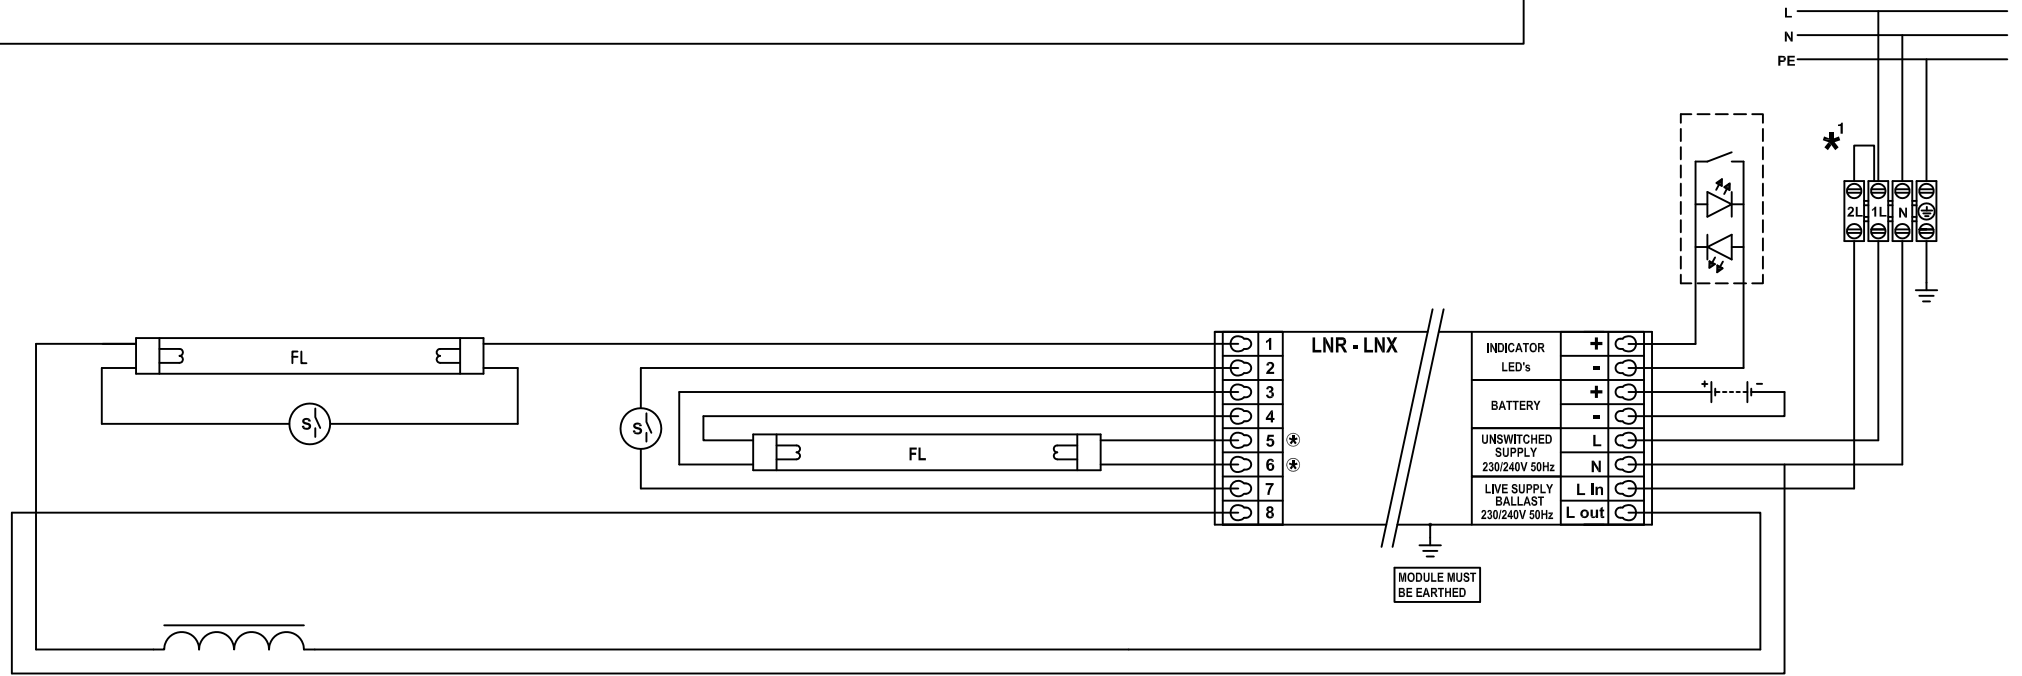 L
N
PE
*1
2L 1L N
FL
S
S
FL
LNR - LNX
1
2
3
4
5 *
6 *
7
8
INDICATOR
LED's
+
-
BATTERY
+
-
+ -
UNSWITCHED
SUPPLY
230/240V 50Hz
L
N
LIVE SUPPLY
BALLAST
230/240V 50Hz
L In
L out
MODULE MUST
BE EARTHED